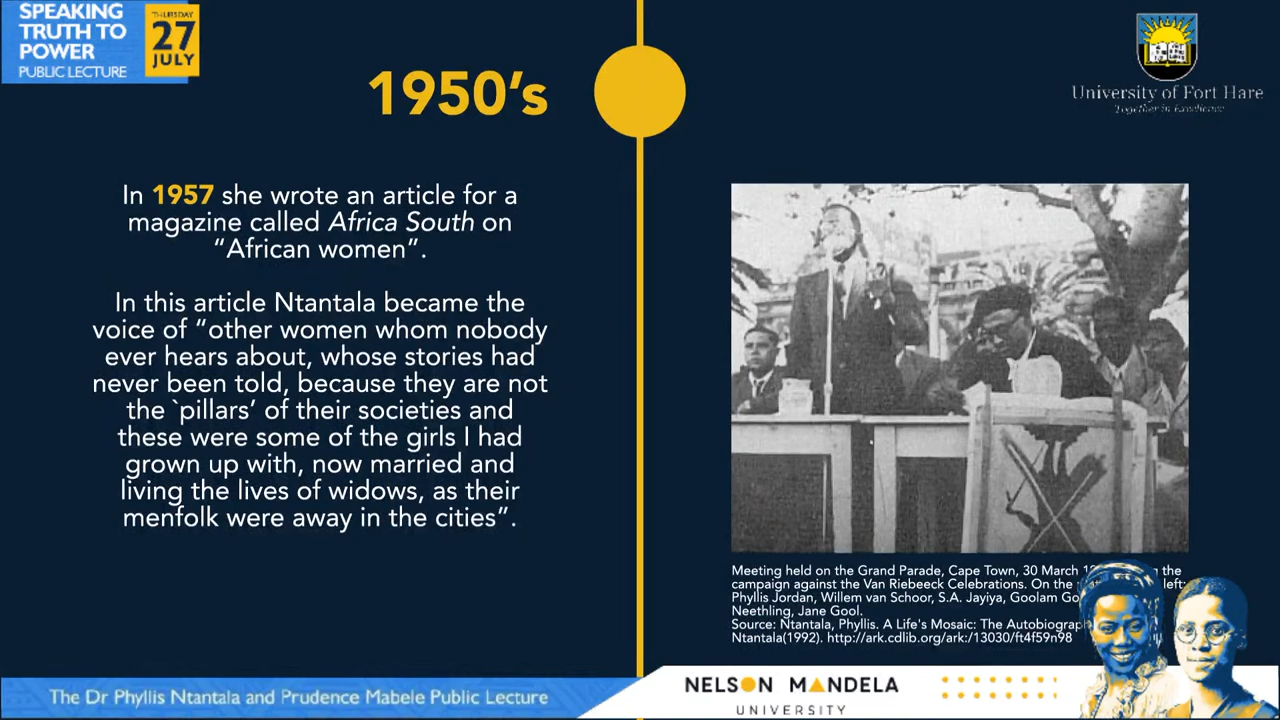 SPEAKING
TRUTH TO
POWER
PUBLIC LECTURE
THURSDAY
27
JULY
1950's
University of Fort Hare
Together in Excellence
In 1957 she wrote an article for a
magazine called Africa South on
“African women”.
In this article Ntantala became the
voice of “other women whom nobody
ever hears about, whose stories had
never been told, because they are not
the `pillars’ of their societies and
these were some of the girls I had
grown up with, now married and
living the lives of widows, as their
menfolk were away in the cities”.
Meeting held on the Grand Parade, Cape Town, 30 March the
campaign against the Van Riebeeck Celebrations. On the left:
Phyllis Jordan, Willem van Schoor, S.A. Jayiya, Goolam
Neethling, Jane Gool.
Source: Ntantala, Phyllis. A Life's Mosaic: The
Ntantala(1992). http://ark.cdlib.org/ark:/13030/ft4f59n98
The Dr Phyllis Ntantala and Prudence Mabele Public Lecture
NELSON MANDELA
UNIVERSITY